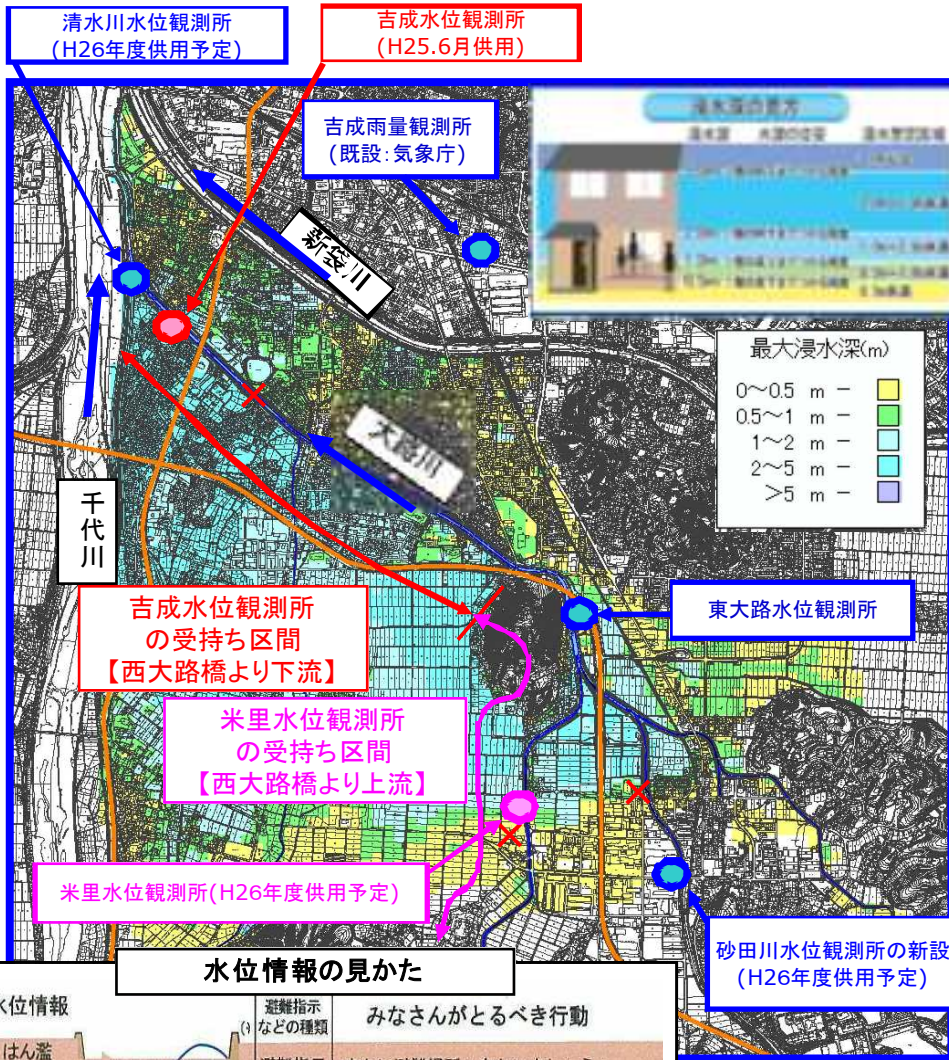 清水川水位観測所
(H26年度供用予定)
吉成水位観測所
(H25.6月供用)
吉成雨量観測所
(既設:気象庁)
新袋川
最大浸水深(m)
0～0.5 m －
0.5～1 m －
1～2 m －
2～5 m －
>5 m －
大路川
千代川
吉成水位観測所
の受持ち区間
【西大路橋より下流】
東大路水位観測所
米里水位観測所
の受持ち区間
【西大路橋より上流】
米里水位観測所(H26年度供用予定)
砂田川水位観測所の新設
(H26年度供用予定)
水位情報の見かた
水位情報
避難指示
などの種類
みなさんがとるべき行動
はん濫